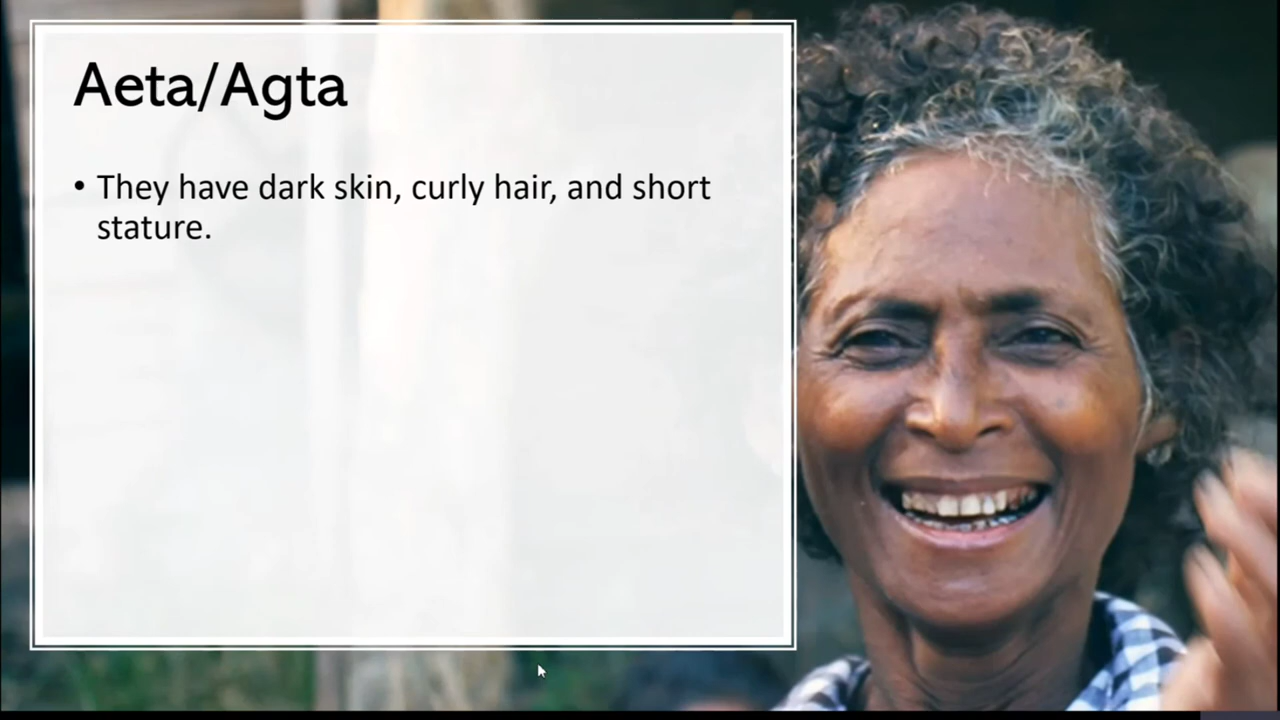 Aeta/Agta
• They have dark skin, curly hair, and short
stature.